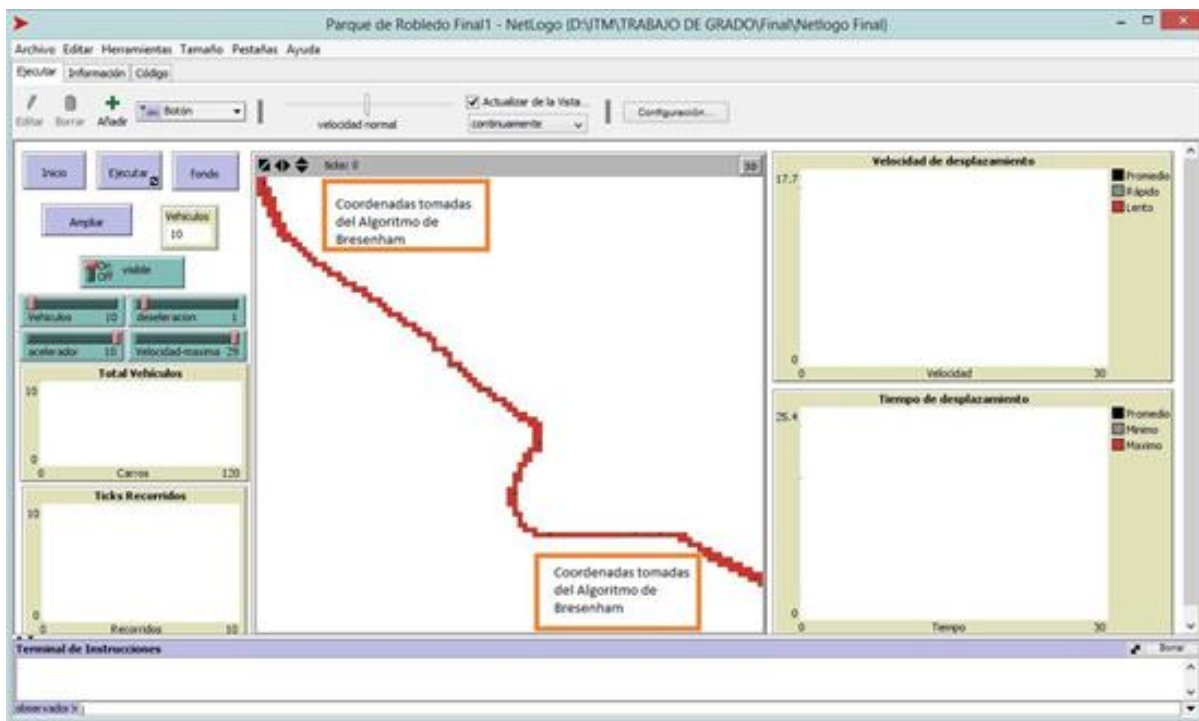 Parque de Robledo Final1 - NetLogo (D:\ITM\TRABAJO DE GRADO\Final\Netlogo Final)
Archivo Editar Herramientas Tamaño Pestañas Ayuda
Ejecutar Información Código
Editar Borrar Añadir Botón
velocidad normal
Actualizar de la Vista...
continuamente
Configuración...
Inicio Ejecutar fondo
Ampliar
Vehiculos
10
On
Off
visible
Vehiculos 10 deseleracion 1
acelerador 10 Velocidad-maxima 29
Total Vehículos
10
0
0 Carros 120
Ticks Recorridos
10
0
0 Recorridos 10
ticks: 0
3D
Coordenadas tomadas
del Algoritmo de
Bresenham
Coordenadas tomadas
del Algoritmo de
Bresenham
Velocidad de desplazamiento
17.7
Promedio
Rápido
Lento
0
0 Velocidad 30
Tiempo de desplazamiento
25.4
Promedio
Minimo
Maximo
0
0 Tiempo 30
Terminal de Instrucciones
Borrar
observador>